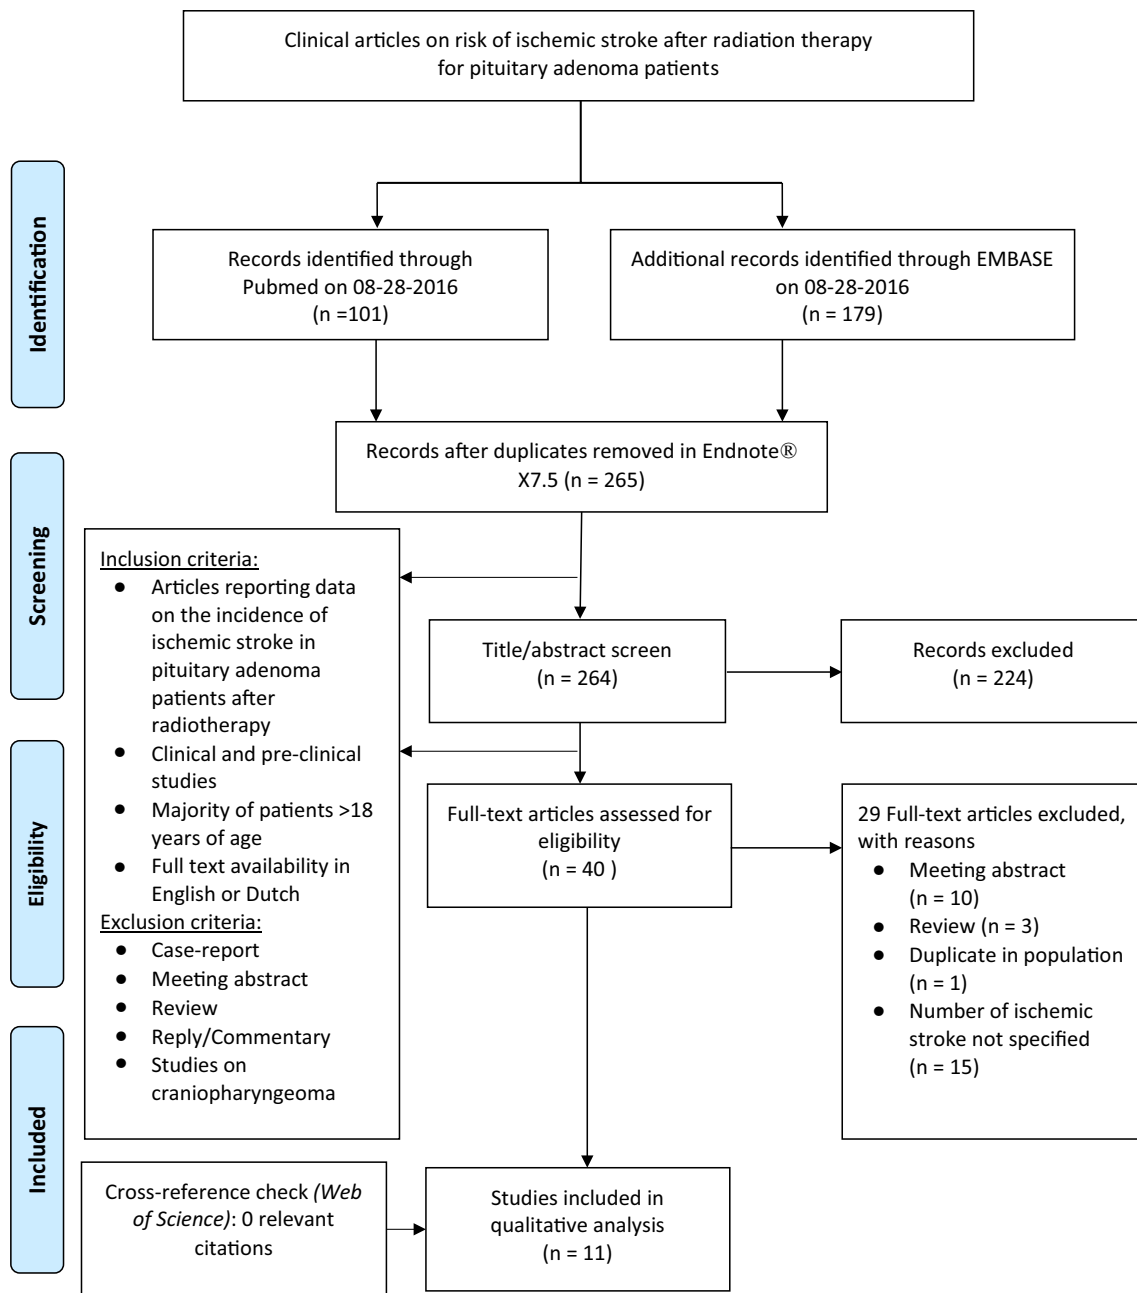 Clinical articles on risk of ischemic stroke after radiation therapy
for pituitary adenoma patients
Identification
Records identified through
Pubmed on 08-28-2016
(n =101)
Additional records identified through EMBASE
on 08-28-2016
(n = 179)
Records after duplicates removed in Endnote®
X7.5 (n = 265)
Screening
Inclusion criteria:
● Articles reporting data
on the incidence of
ischemic stroke in
pituitary adenoma
patients after
radiotherapy
● Clinical and pre-clinical
studies
● Majority of patients >18
years of age
● Full text availability in
English or Dutch
Exclusion criteria:
● Case-report
● Meeting abstract
● Review
● Reply/Commentary
● Studies on
craniopharyngeoma
Title/abstract screen
(n = 264)
Records excluded
(n = 224)
Eligibility
Full-text articles assessed for
eligibility
(n = 40 )
29 Full-text articles excluded,
with reasons
● Meeting abstract
(n = 10)
● Review (n = 3)
● Duplicate in population
(n = 1)
● Number of ischemic
stroke not specified
(n = 15)
Included
Cross-reference check (Web
of Science): 0 relevant
citations
Studies included in
qualitative analysis
(n = 11)